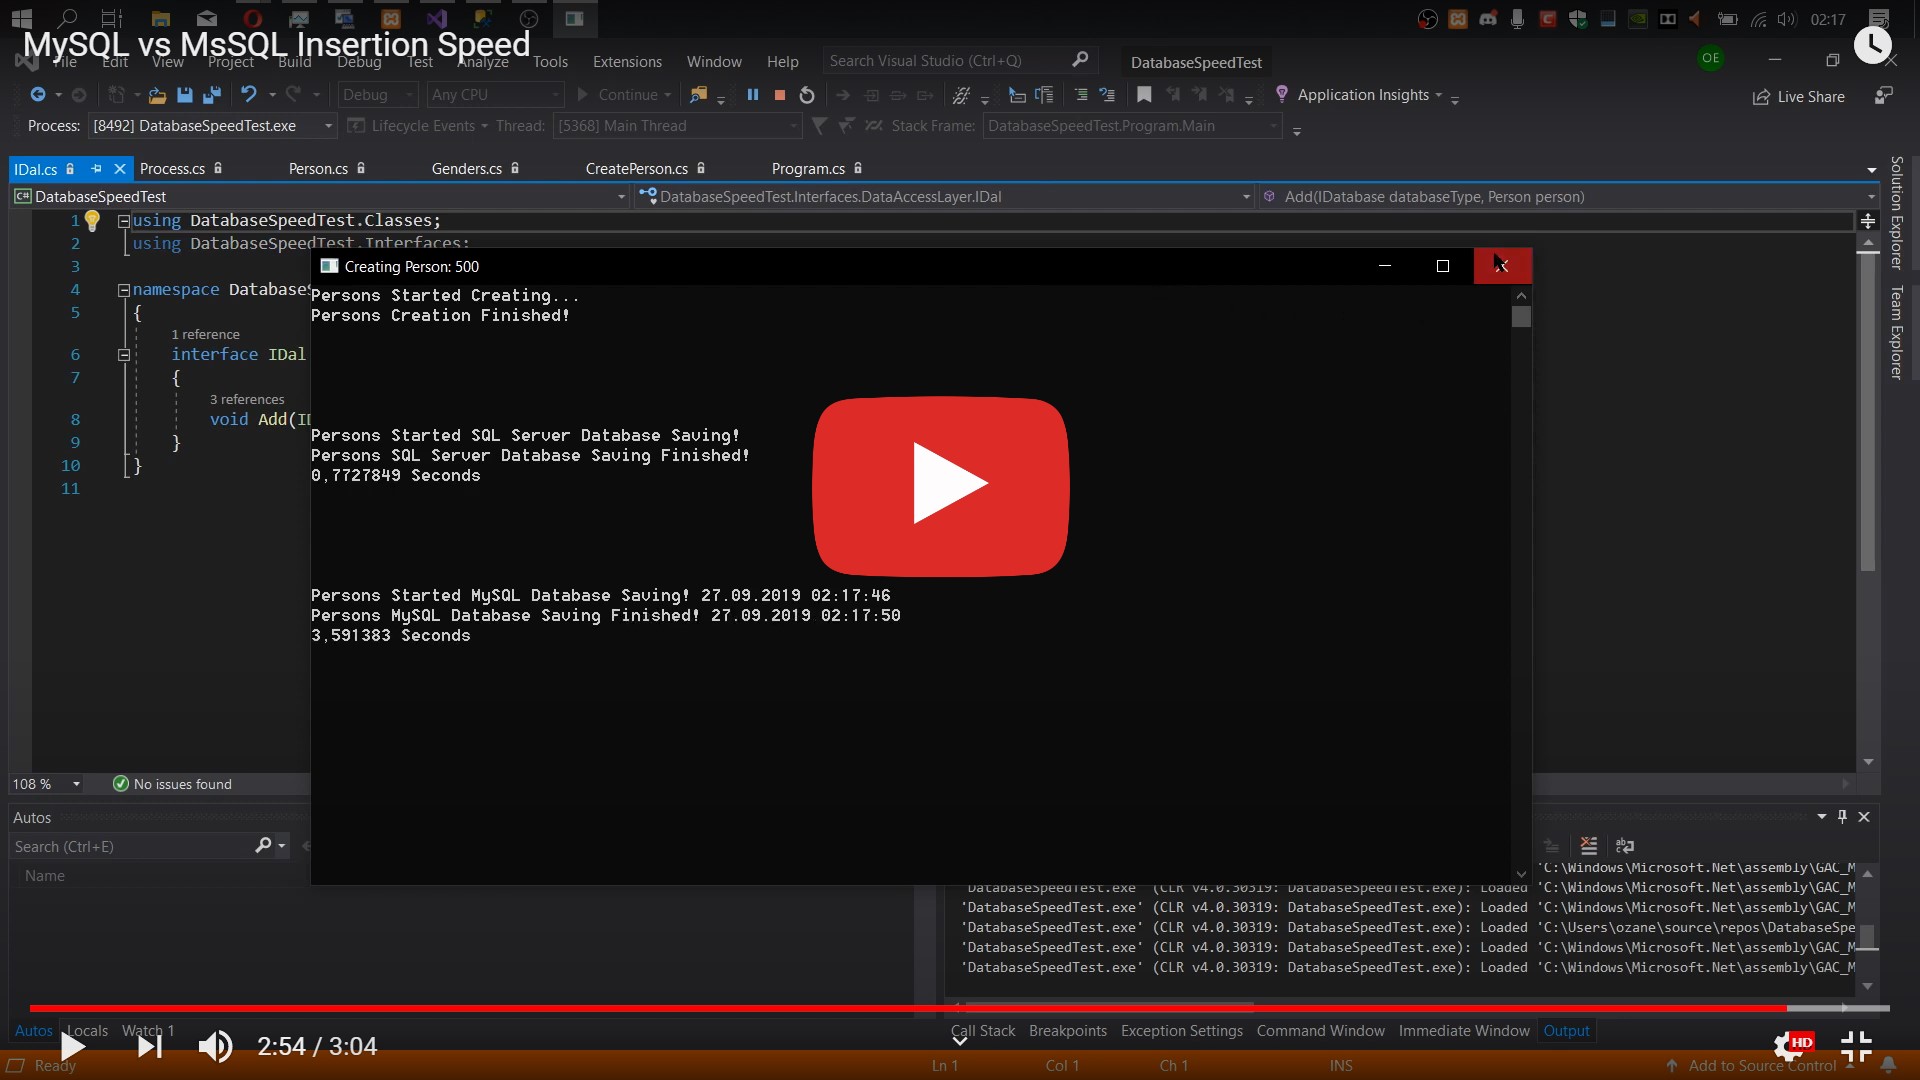 02:17
MySQL vs MsSQL Insertion Speed
File Edit View Project Build Debug Test Analyze Tools Extensions Window Help Search Visual Studio (Ctrl+Q) DatabaseSpeedTest OE
Debug Any CPU Continue Application Insights Live Share
Process: [8492] DatabaseSpeedTest.exe Lifecycle Events Thread: [5368] Main Thread Stack Frame: DatabaseSpeedTest.Program.Main
IDal.cs Process.cs Person.cs Genders.cs CreatePerson.cs Program.cs
C# DatabaseSpeedTest DatabaseSpeedTest.Interfaces.DataAccessLayer.IDal Add(IDatabase databaseType, Person person)
Solution Explorer
Team Explorer
1 using DatabaseSpeedTest.Classes;
2 using DatabaseSpeedTest.Interfaces;
3
4 namespace Databases
5 {
1 reference
6 interface IDal
7 {
3 references
8 void Add(ID
9 }
10 }
11
Creating Person: 500
Persons Started Creating...
Persons Creation Finished!
Persons Started SQL Server Database Saving!
Persons SQL Server Database Saving Finished!
0,7727849 Seconds
Persons Started MySQL Database Saving! 27.09.2019 02:17:46
Persons MySQL Database Saving Finished! 27.09.2019 02:17:50
3,591383 Seconds
108 % No issues found
Autos
Search (Ctrl+E)
Name
'C:\Windows\Microsoft.Net\assembly\GAC_M
'DatabaseSpeedTest.exe' (CLR v4.0.30319: DatabaseSpeedTest.exe): Loaded 'C:\Windows\Microsoft.Net\assembly\GAC_M
'DatabaseSpeedTest.exe' (CLR v4.0.30319: DatabaseSpeedTest.exe): Loaded 'C:\Windows\Microsoft.Net\assembly\GAC_M
'DatabaseSpeedTest.exe' (CLR v4.0.30319: DatabaseSpeedTest.exe): Loaded 'C:\Users\ozane\source\repos\DatabaseSpe
'DatabaseSpeedTest.exe' (CLR v4.0.30319: DatabaseSpeedTest.exe): Loaded 'C:\Windows\Microsoft.Net\assembly\GAC_M
'DatabaseSpeedTest.exe' (CLR v4.0.30319: DatabaseSpeedTest.exe): Loaded 'C:\Windows\Microsoft.Net\assembly\GAC_M
Autos Locals Watch 1 Call Stack Breakpoints Exception Settings Command Window Immediate Window Output
2:54 / 3:04 HD
Ready Ln 1 Col 1 Ch 1 INS Add to Source Control